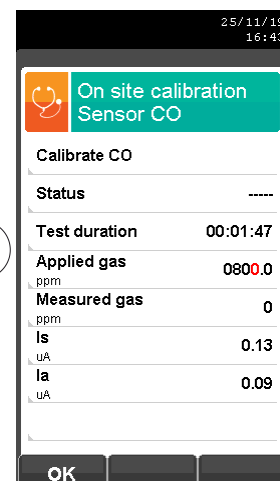 25/11/19
16:43
On site calibration
Sensor CO
Calibrate CO
Status -----
Test duration 00:01:47
Applied gas 0800.0
ppm
Measured gas 0
ppm
Is 0.13
uA
Ia 0.09
uA
OK